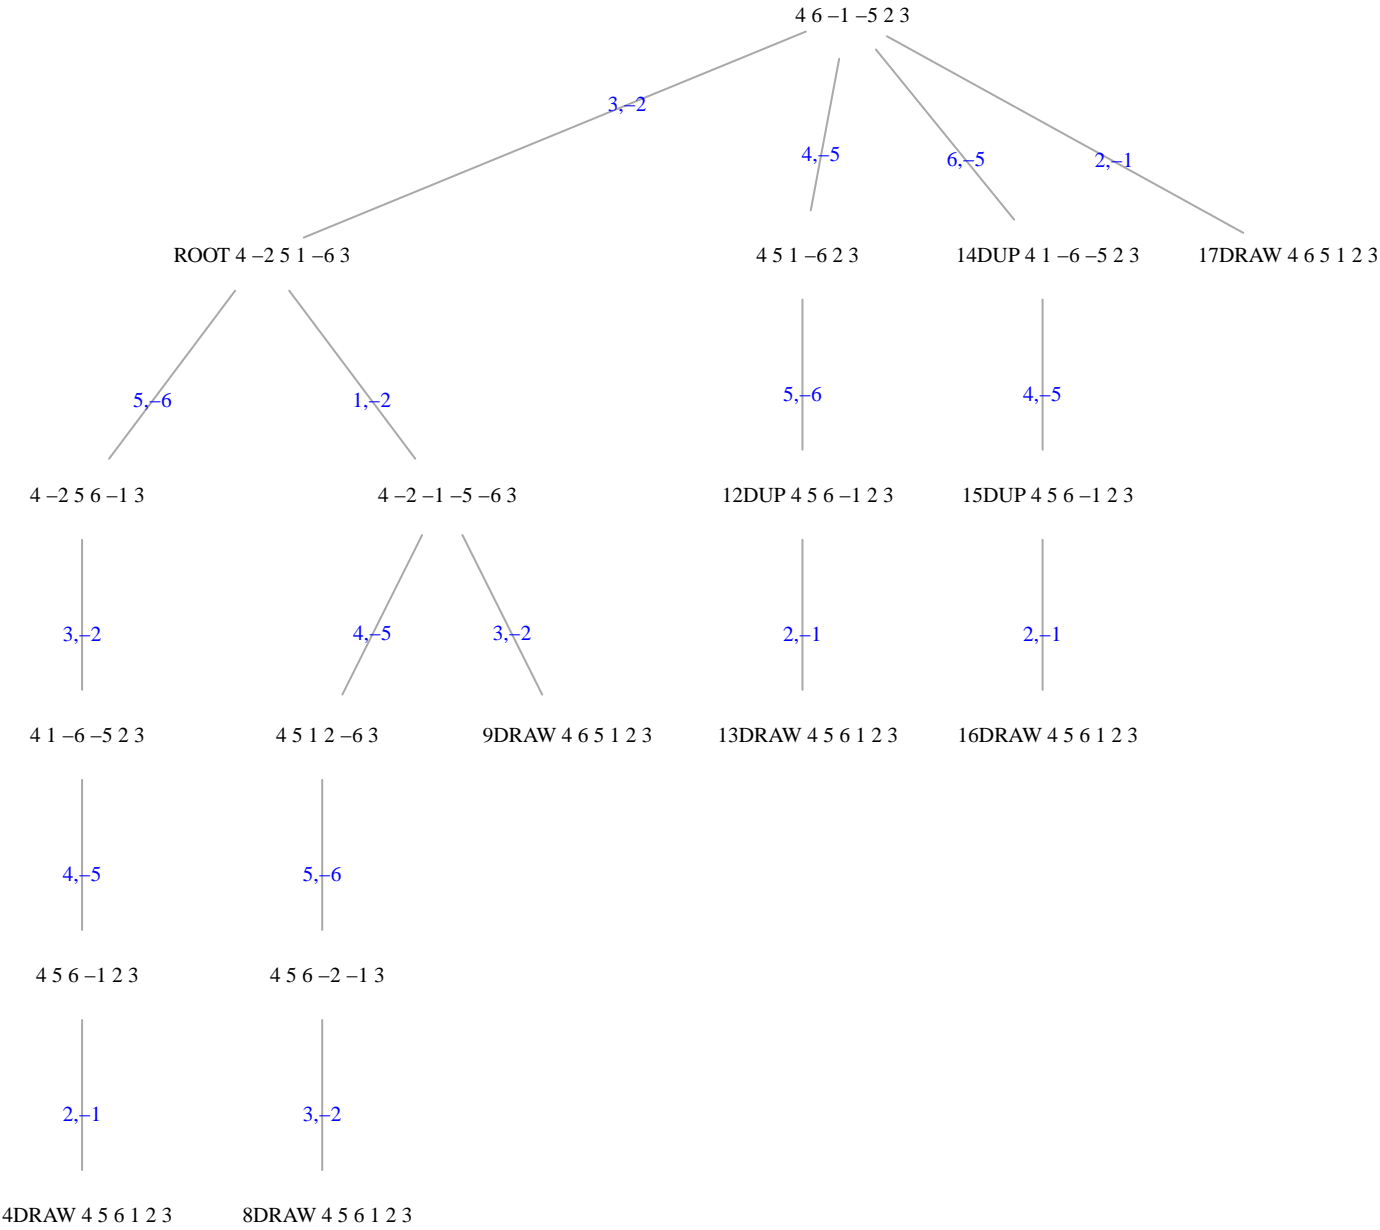 4 6 –1 –5 2 3
3,–2
4,–5
6,–5
2,–1
ROOT 4 –2 5 1 –6 3
4 5 1 –6 2 3
14DUP 4 1 –6 –5 2 3
17DRAW 4 6 5 1 2 3
5,–6
1,–2
5,–6
4,–5
4 –2 5 6 –1 3
4 –2 –1 –5 –6 3
12DUP 4 5 6 –1 2 3
15DUP 4 5 6 –1 2 3
3,–2
4,–5
3,–2
2,–1
2,–1
4 1 –6 –5 2 3
4 5 1 2 –6 3
9DRAW 4 6 5 1 2 3
13DRAW 4 5 6 1 2 3
16DRAW 4 5 6 1 2 3
4,–5
5,–6
4 5 6 –1 2 3
4 5 6 –2 –1 3
2,–1
3,–2
4DRAW 4 5 6 1 2 3
8DRAW 4 5 6 1 2 3